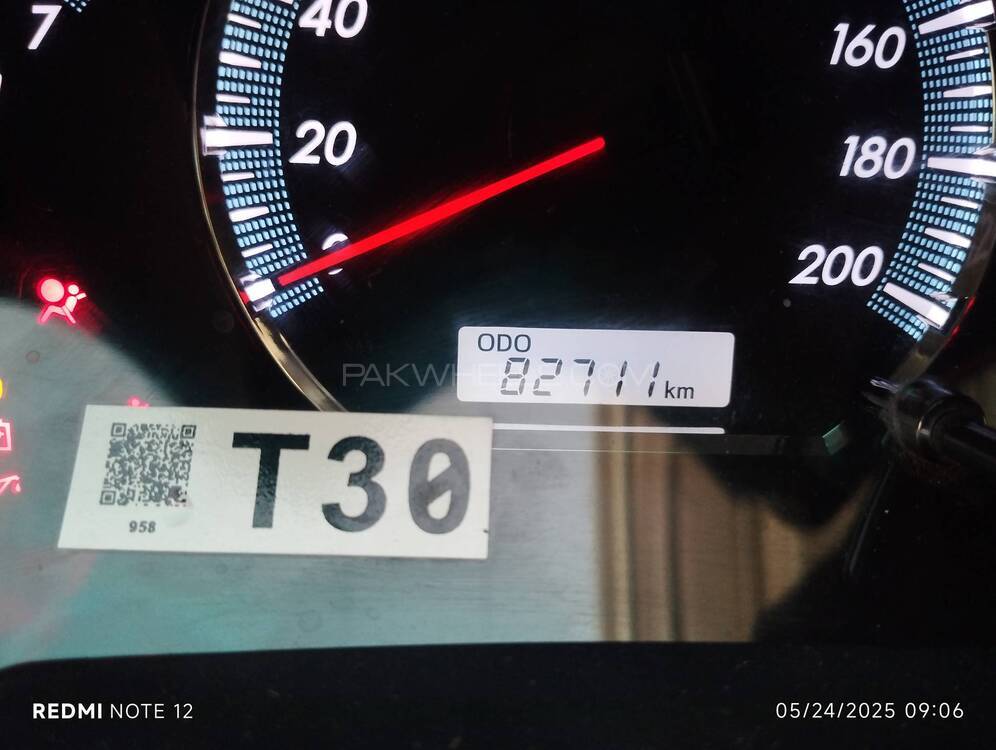 7
40
20
0
160
180
200
ODO
82711 km
PAKWHEELS.COM
T30
958
REDMI NOTE 12
05/24/2025 09:06